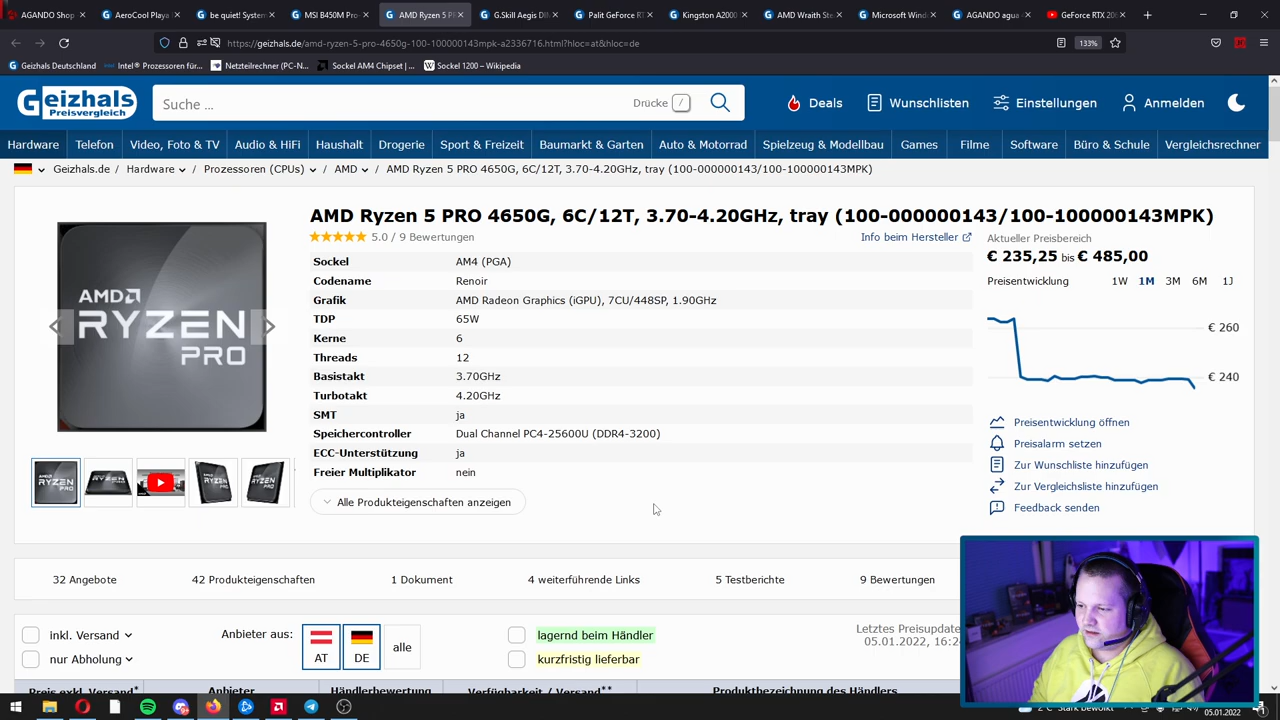 AGANDO Shop
AeroCool Playa
be quiet! System
MSI B450M Pro
AMD Ryzen 5 P
G.Skill Aegis DI
Palit GeForce RT
Kingston A2000
AMD Wraith Ste
Microsoft Wind
AGANDO agua
GeForce RTX 206
https://geizhals.de/amd-ryzen-5-pro-4650g-100-100000143mpk-a2336716.html?hloc=at&hloc=de
133%
Geizhals Deutschland
Intel® Prozessoren für...
Netzteilrechner (PC-N...
Sockel AM4 Chipset |...
Sockel 1200 – Wikipedia
Geizhals
Preisvergleich
Suche ...
Drücke /
Deals
Wunschlisten
Einstellungen
Anmelden
Hardware
Telefon
Video, Foto & TV
Audio & HiFi
Haushalt
Drogerie
Sport & Freizeit
Baumarkt & Garten
Auto & Motorrad
Spielzeug & Modellbau
Games
Filme
Software
Büro & Schule
Vergleichsrechner
Geizhals.de / Hardware / Prozessoren (CPUs) / AMD / AMD Ryzen 5 PRO 4650G, 6C/12T, 3.70-4.20GHz, tray (100-000000143/100-100000143MPK)
AMD
RYZEN
PRO
AMD Ryzen 5 PRO 4650G, 6C/12T, 3.70-4.20GHz, tray (100-000000143/100-100000143MPK)
5.0 / 9 Bewertungen
Info beim Hersteller
Sockel AM4 (PGA)
Codename Renoir
Grafik AMD Radeon Graphics (iGPU), 7CU/448SP, 1.90GHz
TDP 65W
Kerne 6
Threads 12
Basistakt 3.70GHz
Turbotakt 4.20GHz
SMT ja
Speichercontroller Dual Channel PC4-25600U (DDR4-3200)
ECC-Unterstützung ja
Freier Multiplikator nein
Alle Produkteigenschaften anzeigen
Aktueller Preisbereich
€ 235,25 bis € 485,00
Preisentwicklung 1W 1M 3M 6M 1J
€ 260
€ 240
Preisentwicklung öffnen
Preisalarm setzen
Zur Wunschliste hinzufügen
Zur Vergleichsliste hinzufügen
Feedback senden
32 Angebote
42 Produkteigenschaften
1 Dokument
4 weiterführende Links
5 Testberichte
9 Bewertungen
inkl. Versand
nur Abholung
Anbieter aus:
AT
DE
alle
lagernd beim Händler
kurzfristig lieferbar
Letztes Preisupdate
05.01.2022, 16:2
Preis exkl. Versand*
Anbieter
Händlerbewertung
Verfügbarkeit / Versand**
Produktbezeichnung des Händlers
2°C Stark bewölkt
05.01.2022